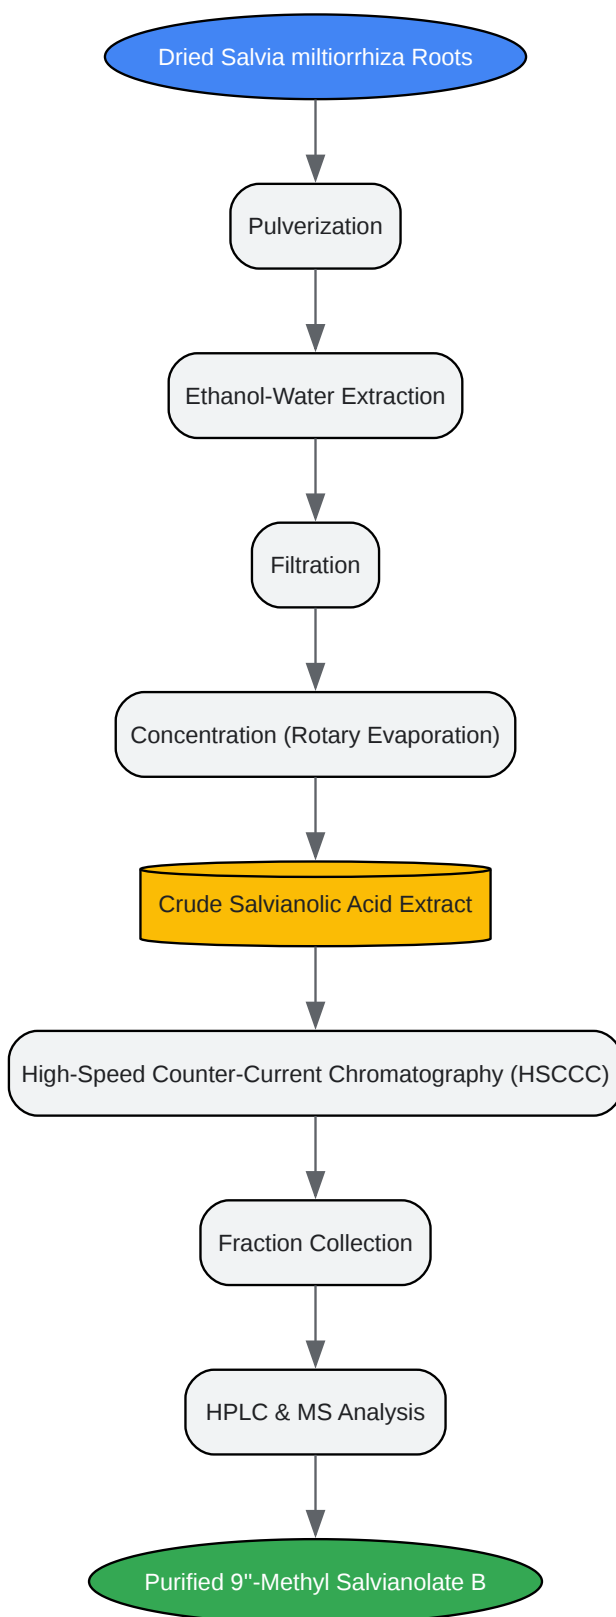 Dried Salvia miltiorrhiza Roots
Pulverization
Ethanol-Water Extraction
Filtration
Concentration (Rotary Evaporation)
Crude Salvianolic Acid Extract
High-Speed Counter-Current Chromatography (HSCCC)
Fraction Collection
HPLC & MS Analysis
Purified 9''-Methyl Salvianolate B